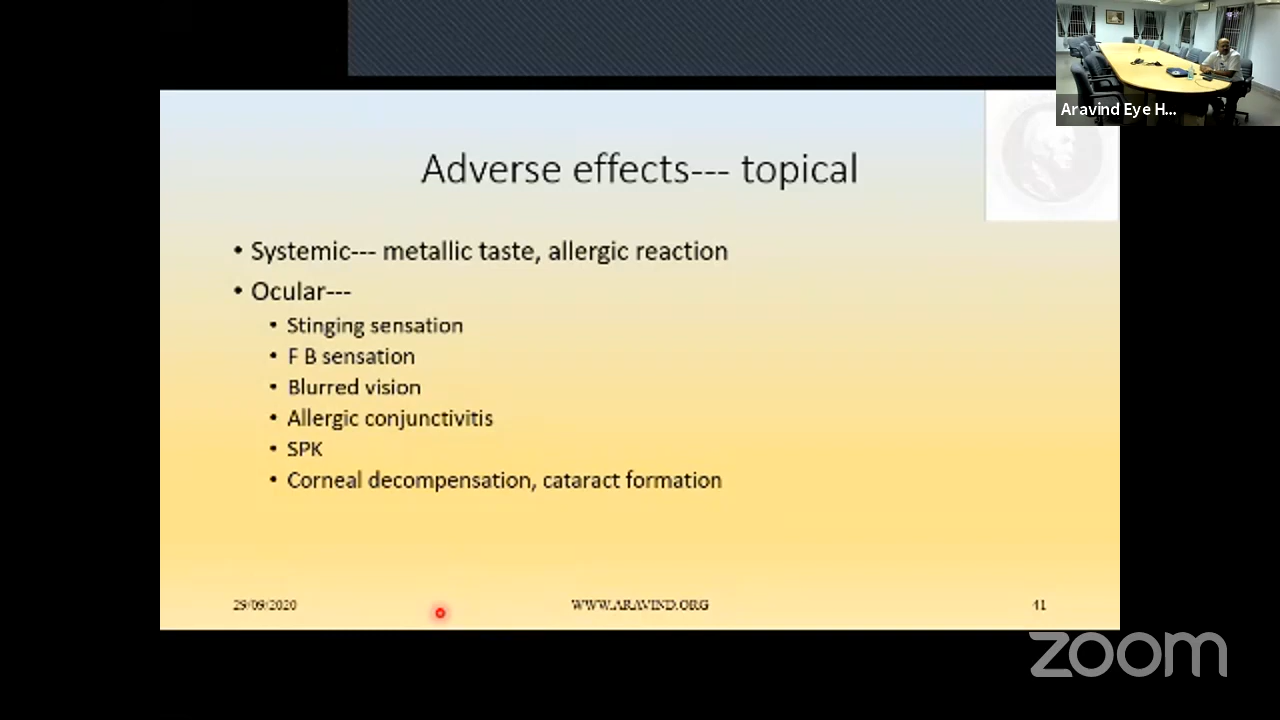 Aravind Eye H...
Adverse effects--- topical
• Systemic--- metallic taste, allergic reaction
• Ocular---
• Stinging sensation
• F B sensation
• Blurred vision
• Allergic conjunctivitis
• SPK
• Corneal decompensation, cataract formation
29/09/2020 WWW.ARAVIND.ORG 41
zoom